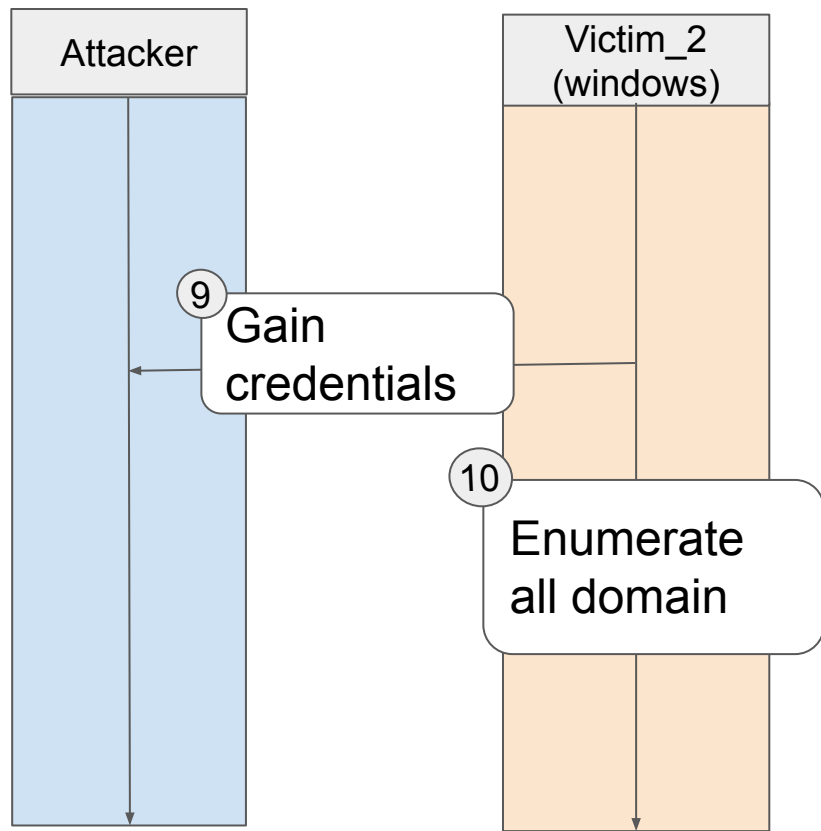 Attacker
Victim_2
(windows)
9
Gain
credentials
10
Enumerate
all domain